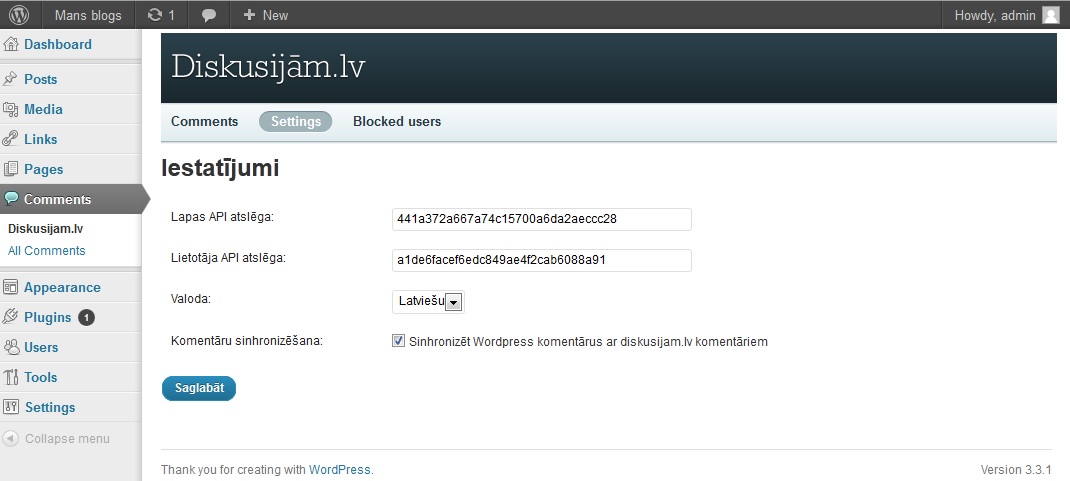 Mans blogs 1 New Howdy, admin
Dashboard
Posts
Media
Links
Pages
Comments
Diskusijam.lv
All Comments
Appearance
Plugins 1
Users
Tools
Settings
Collapse menu
Diskusijām.lv
Comments Settings Blocked users
Iestatījumi
Lapas API atslēga: 441a372a667a74c15700a6da2aeccc28
Lietotāja API atslēga: a1de6facef6edc849ae4f2cab6088a91
Valoda: Latviešu
Komentāru sinhronizēšana: Sinhronizēt Wordpress komentārus ar diskusijam.lv komentāriem
Saglabāt
Thank you for creating with WordPress. Version 3.3.1